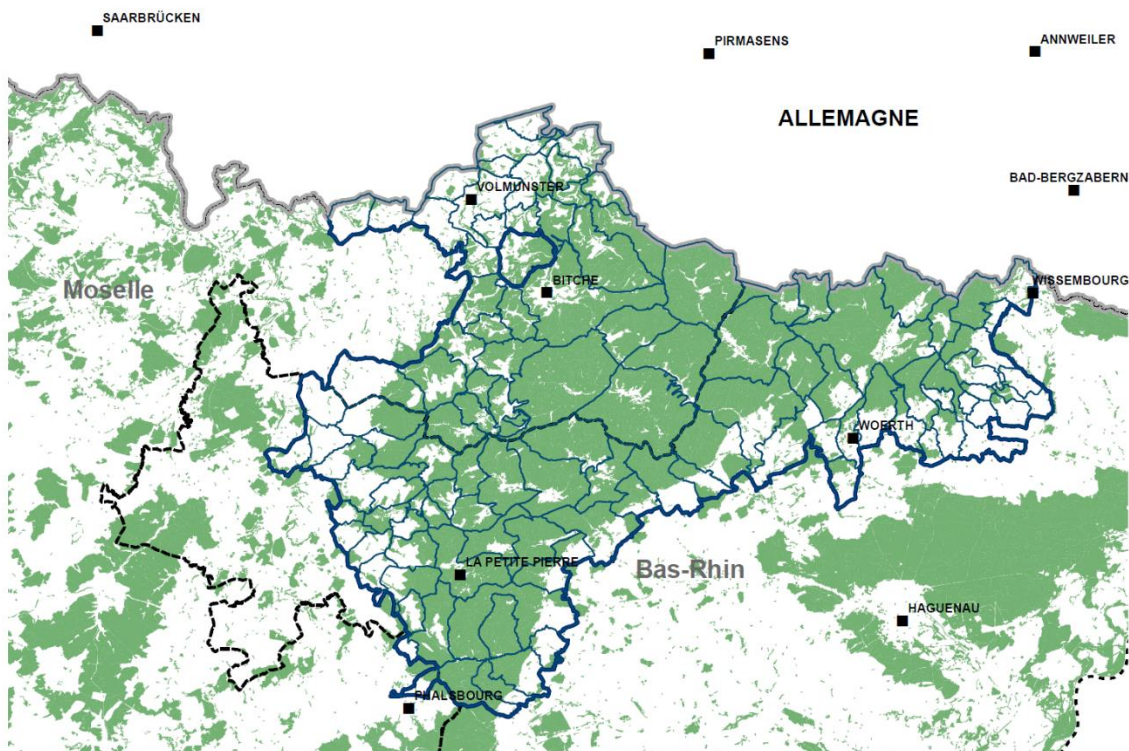 SAARBRÜCKEN
PIRMASENS
ANNWEILER
ALLEMAGNE
BAD-BERGZABERN
VOLMUNSTER
Moselle
BITCHE
WISSEMBOURG
WOERTH
LA PETITE PIERRE
Bas-Rhin
HAGUENAU
PHALSBOURG